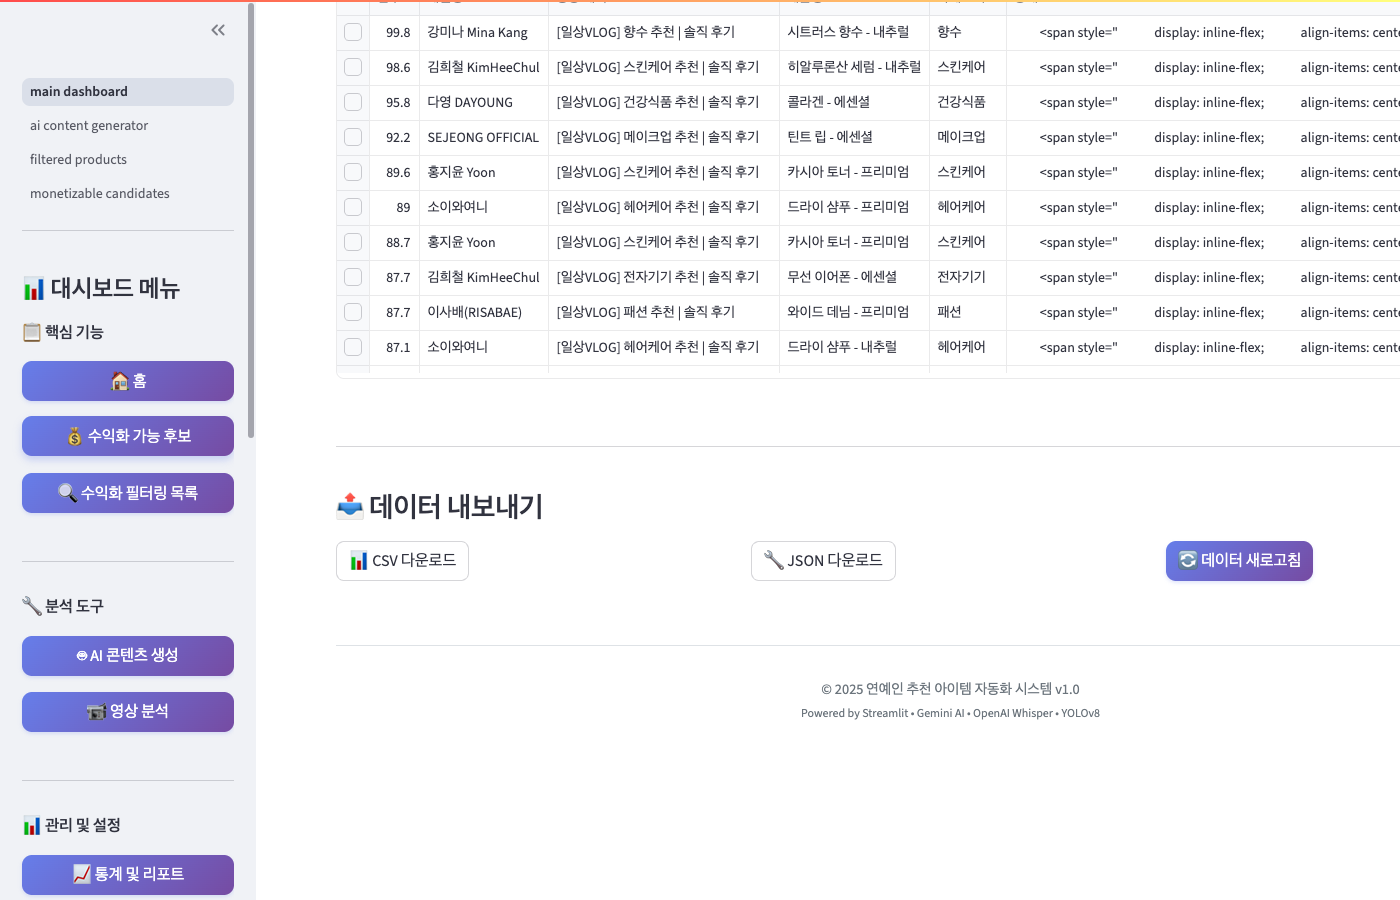 main dashboard
ai content generator
filtered products
monetizable candidates
대시보드 메뉴
핵심 기능
홈
수익화 가능 후보
수익화 필터링 목록
분석 도구
AI 콘텐츠 생성
영상 분석
관리 및 설정
통계 및 리포트
99.8 강미나 Mina Kang [일상VLOG] 향수 추천 | 솔직 후기 시트러스 향수 - 내추럴 향수 <span style=" display: inline-flex; align-items: cente
98.6 김희철 KimHeeChul [일상VLOG] 스킨케어 추천 | 솔직 후기 히알루론산 세럼 - 내추럴 스킨케어 <span style=" display: inline-flex; align-items: cente
95.8 다영 DAYOUNG [일상VLOG] 건강식품 추천 | 솔직 후기 콜라겐 - 에센셜 건강식품 <span style=" display: inline-flex; align-items: cente
92.2 SEJEONG OFFICIAL [일상VLOG] 메이크업 추천 | 솔직 후기 틴트 립 - 에센셜 메이크업 <span style=" display: inline-flex; align-items: cente
89.6 홍지윤 Yoon [일상VLOG] 스킨케어 추천 | 솔직 후기 카시아 토너 - 프리미엄 스킨케어 <span style=" display: inline-flex; align-items: cente
89 소이와여니 [일상VLOG] 헤어케어 추천 | 솔직 후기 드라이 샴푸 - 프리미엄 헤어케어 <span style=" display: inline-flex; align-items: cente
88.7 홍지윤 Yoon [일상VLOG] 스킨케어 추천 | 솔직 후기 카시아 토너 - 프리미엄 스킨케어 <span style=" display: inline-flex; align-items: cente
87.7 김희철 KimHeeChul [일상VLOG] 전자기기 추천 | 솔직 후기 무선 이어폰 - 에센셜 전자기기 <span style=" display: inline-flex; align-items: cente
87.7 이사배(RISABAE) [일상VLOG] 패션 추천 | 솔직 후기 와이드 데님 - 프리미엄 패션 <span style=" display: inline-flex; align-items: cente
87.1 소이와여니 [일상VLOG] 헤어케어 추천 | 솔직 후기 드라이 샴푸 - 내추럴 헤어케어 <span style=" display: inline-flex; align-items: cente
데이터 내보내기
CSV 다운로드
JSON 다운로드
데이터 새로고침
© 2025 연예인 추천 아이템 자동화 시스템 v1.0
Powered by Streamlit • Gemini AI • OpenAI Whisper • YOLOv8